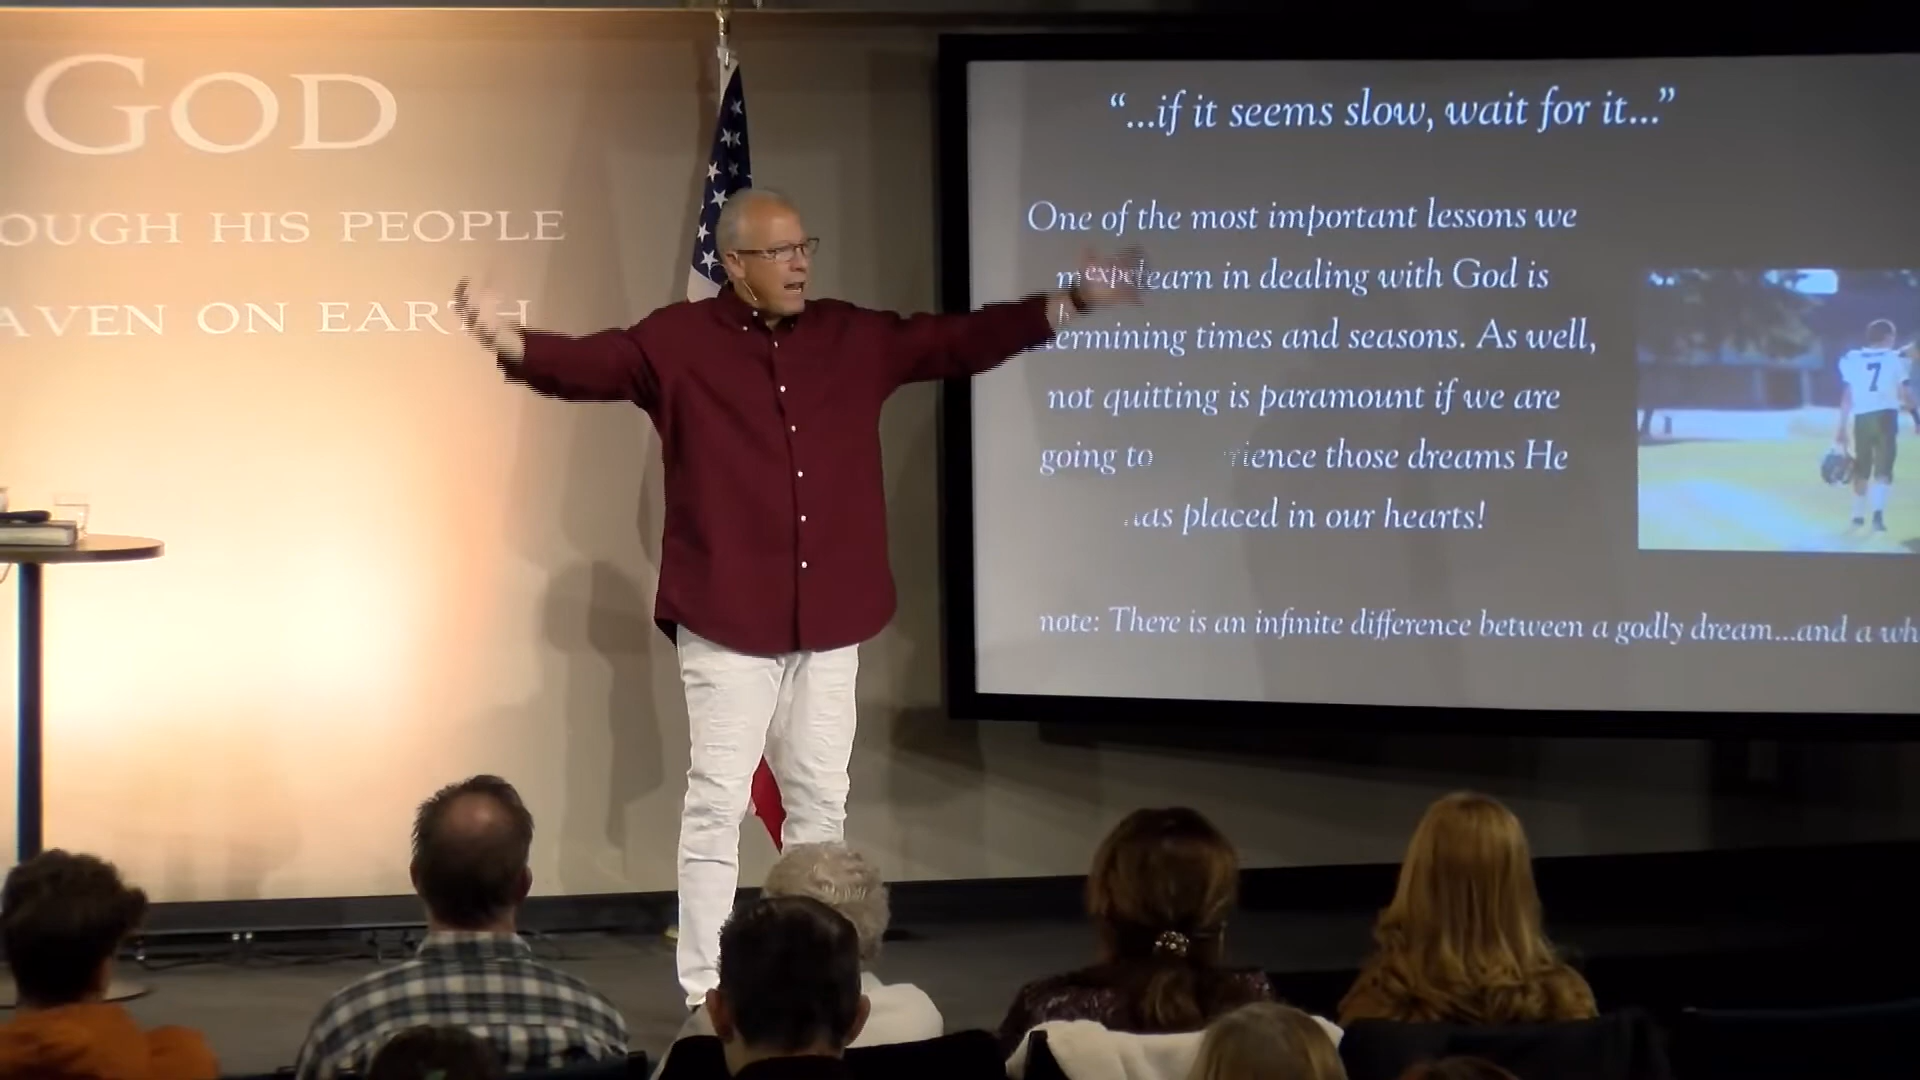 GOD
OUGH HIS PEOPLE
AVEN ON EARTH
“...if it seems slow, wait for it...”
One of the most important lessons we
m expe learn in dealing with God is
ermining times and seasons. As well,
not quitting is paramount if we are
going to ience those dreams He
as placed in our hearts!
7
note: There is an infinite difference between a godly dream...and a wh